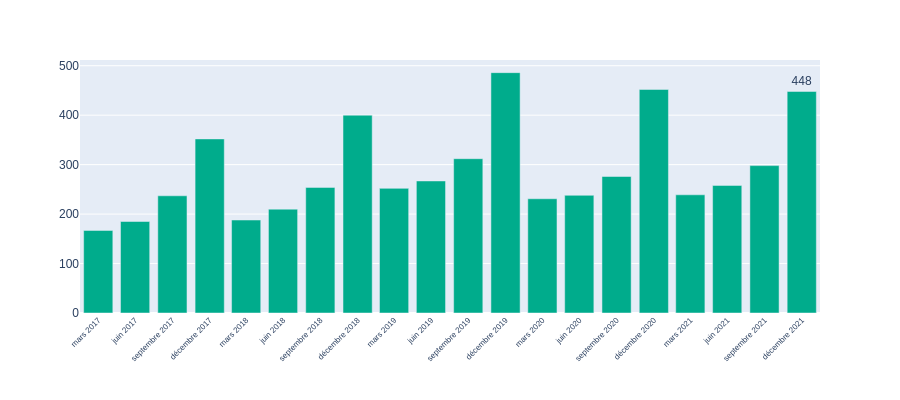 500
400
300
200
100
0
448
mars 2017
juin 2017
septembre 2017
décembre 2017
mars 2018
juin 2018
septembre 2018
décembre 2018
mars 2019
juin 2019
septembre 2019
décembre 2019
mars 2020
juin 2020
septembre 2020
décembre 2020
mars 2021
juin 2021
septembre 2021
décembre 2021